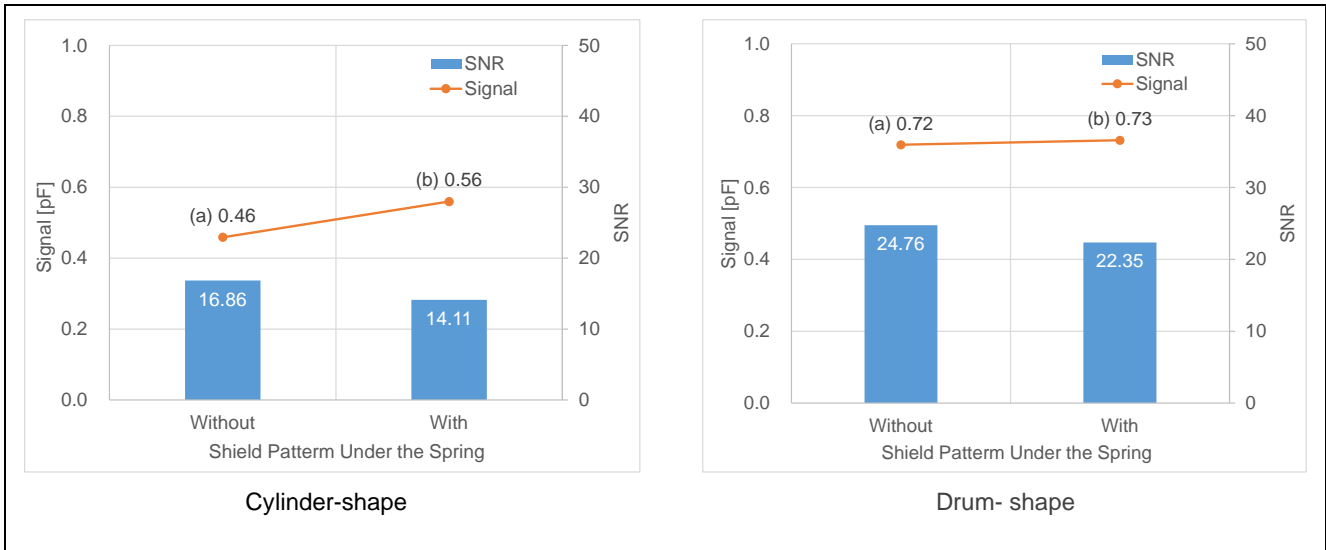 1.0
0.8
0.6
0.4
0.2
0.0
Signal [pF]
50
40
30
20
10
0
SNR
SNR
Signal
(a) 0.46
(b) 0.56
16.86
14.11
Without
With
Shield Patterm Under the Spring
Cylinder-shape
1.0
0.8
0.6
0.4
0.2
0.0
Signal [pF]
50
40
30
20
10
0
SNR
SNR
Signal
(a) 0.72
(b) 0.73
24.76
22.35
Without
With
Shield Patterm Under the Spring
Drum- shape